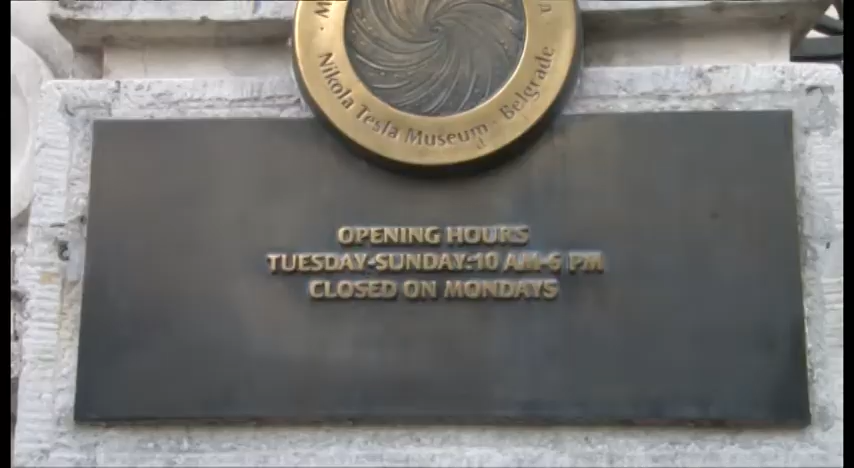 Nikola Tesla Museum · Belgrade
OPENING HOURS
TUESDAY-SUNDAY:10 AM-6 PM
CLOSED ON MONDAYS